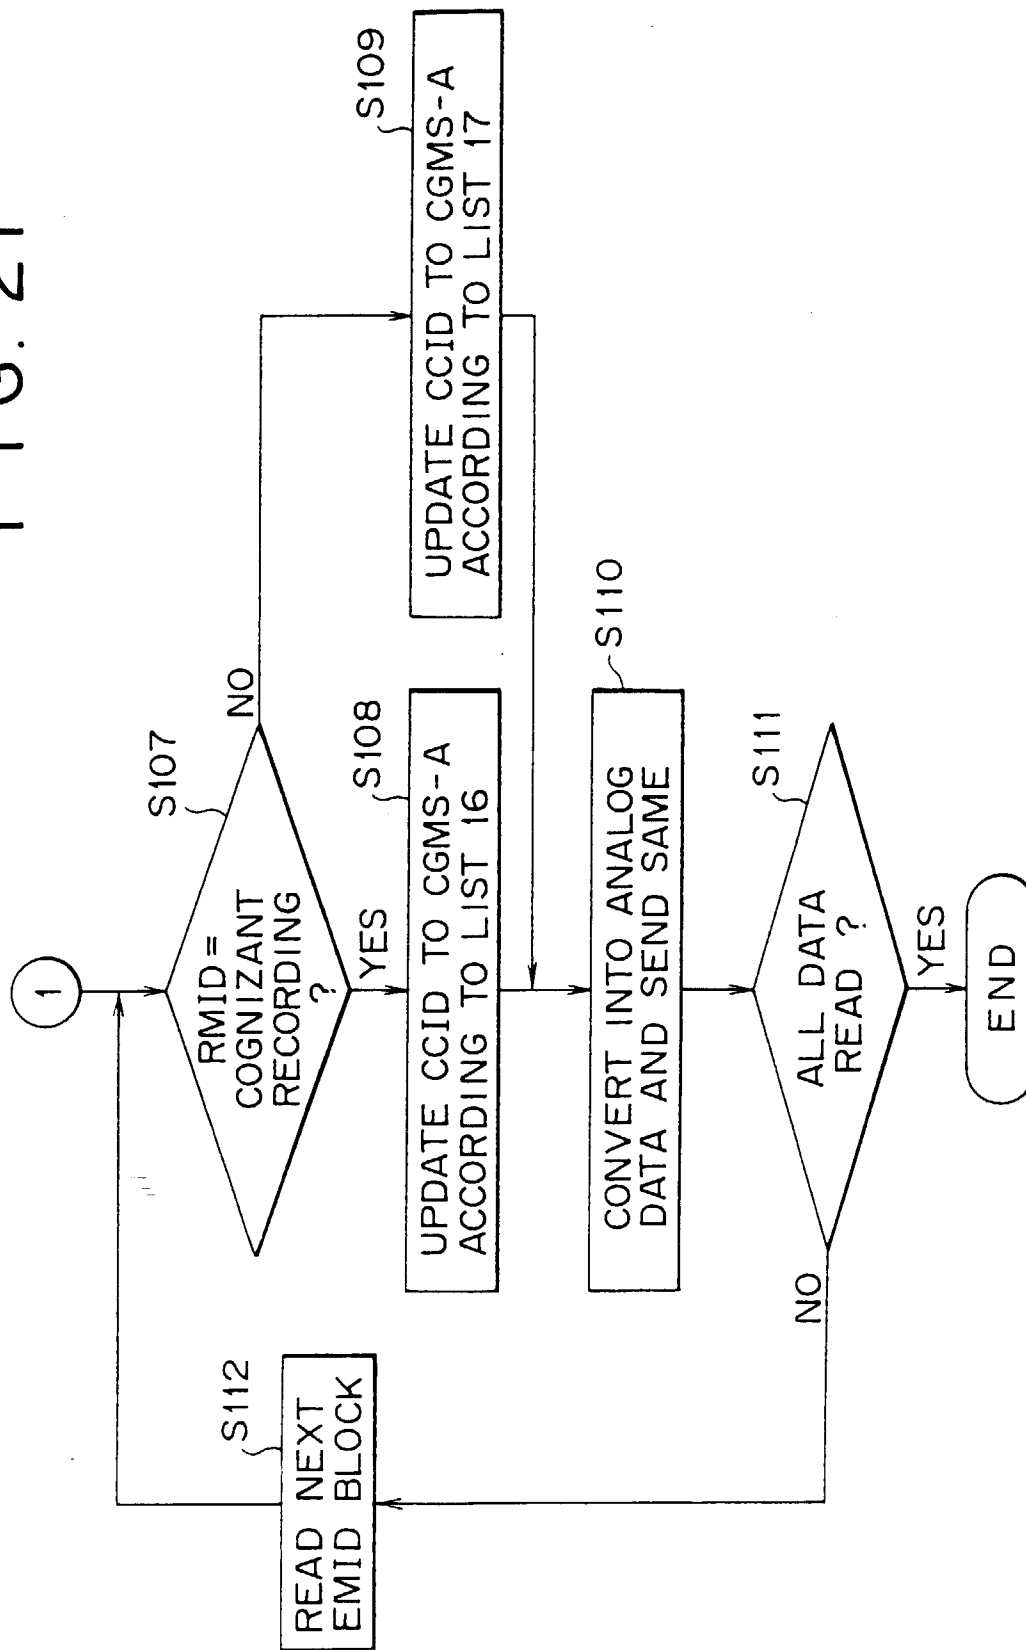 FIG. 21
1
S107
RMID=
COGNIZANT
RECORDING
?
NO
YES
S108
UPDATE CCID TO CGMS-A
ACCORDING TO LIST 16
S109
UPDATE CCID TO CGMS-A
ACCORDING TO LIST 17
S110
CONVERT INTO ANALOG
DATA AND SEND SAME
S111
ALL DATA
READ ?
NO
YES
S112
READ NEXT
EMID BLOCK
END